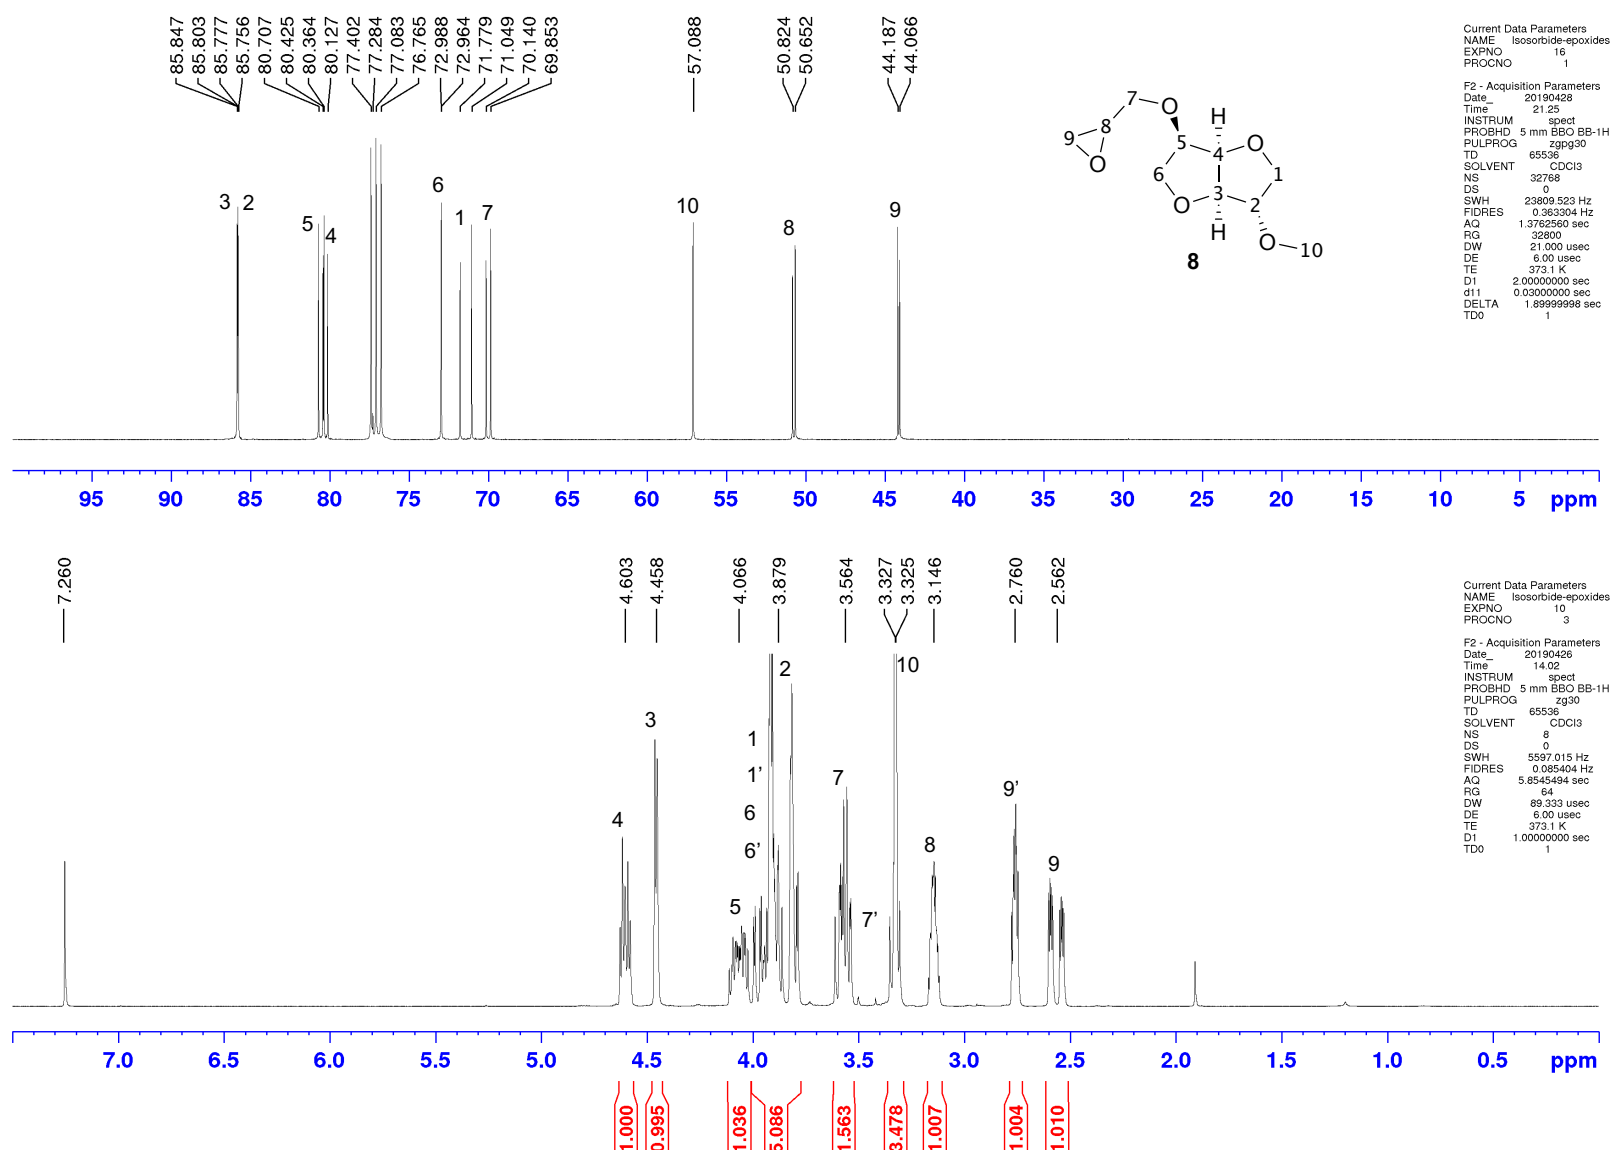 85.847
85.803
85.777
85.756
80.707
80.425
80.364
80.127
77.402
77.284
77.083
76.765
72.988
72.964
71.779
71.049
70.140
69.853
57.088
50.824
50.652
44.187
44.066
3 2
5
4
6
1
7
10
8
9
7
O
H
9
8
5
4
O
O
6
1
O
3
2
H
O
10
8
95 90 85 80 75 70 65 60 55 50 45 40 35 30 25 20 15 10 5 ppm
Current Data Parameters
NAME Isosorbide-epoxides
EXPNO 16
PROCNO 1
F2 - Acquisition Parameters
Date_ 20190428
Time 21.25
INSTRUM spect
PROBHD 5 mm BBO BB-1H
PULPROG zgpg30
TD 65536
SOLVENT CDCl3
NS 32768
DS 0
SWH 23809.523 Hz
FIDRES 0.363304 Hz
AQ 1.3762560 sec
RG 32800
DW 21.000 usec
DE 6.00 usec
TE 373.1 K
D1 2.00000000 sec
d11 0.03000000 sec
DELTA 1.89999998 sec
TD0 1
7.260
4.603
4.458
4.066
3.879
3.564
3.327
3.325
3.146
2.760
2.562
4
3
5
1
1’
6
6’
2
7
7’
10
8
9’
9
7.0 6.5 6.0 5.5 5.0 4.5 4.0 3.5 3.0 2.5 2.0 1.5 1.0 0.5 ppm
1.000
0.995
1.036
5.086
1.563
3.478
1.007
1.004
1.010
Current Data Parameters
NAME Isosorbide-epoxides
EXPNO 10
PROCNO 3
F2 - Acquisition Parameters
Date_ 20190426
Time 14.02
INSTRUM spect
PROBHD 5 mm BBO BB-1H
PULPROG zg30
TD 65536
SOLVENT CDCl3
NS 8
DS 0
SWH 5597.015 Hz
FIDRES 0.085404 Hz
AQ 5.8545494 sec
RG 64
DW 89.333 usec
DE 6.00 usec
TE 373.1 K
D1 1.00000000 sec
TD0 1